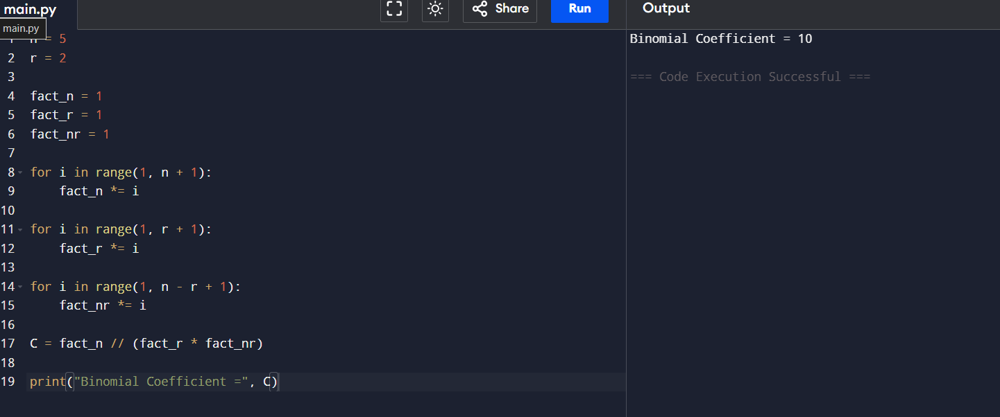 main.py
Share
Run
Output
main.py
= 5
2 r = 2
3
4 fact_n = 1
5 fact_r = 1
6 fact_nr = 1
7
8 for i in range(1, n + 1):
9     fact_n *= i
10
11 for i in range(1, r + 1):
12     fact_r *= i
13
14 for i in range(1, n - r + 1):
15     fact_nr *= i
16
17 C = fact_n // (fact_r * fact_nr)
18
19 print("Binomial Coefficient =", C)
Binomial Coefficient = 10
=== Code Execution Successful ===